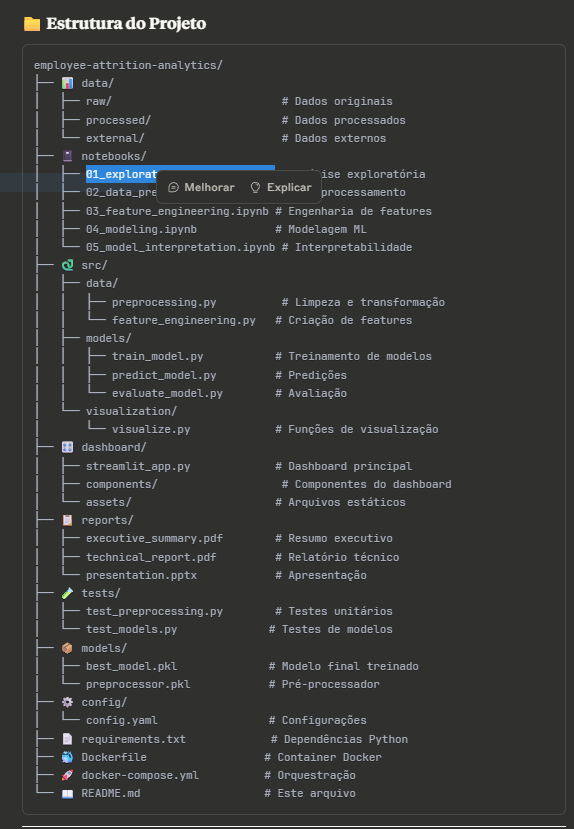 📁 Estrutura do Projeto
employee-attrition-analytics/
├── 📊 data/
│   ├── raw/                          # Dados originais
│   ├── processed/                    # Dados processados
│   └── external/                     # Dados externos
├── 📓 notebooks/
│   ├── 01_explorat ise exploratória
│   ├── 02_data_pre processamento
│   ├── 03_feature_engineering.ipynb # Engenharia de features
│   ├── 04_modeling.ipynb            # Modelagem ML
│   └── 05_model_interpretation.ipynb # Interpretabilidade
Melhorar Explicar
├── 🐍 src/
│   ├── data/
│   │   ├── preprocessing.py          # Limpeza e transformação
│   │   └── feature_engineering.py   # Criação de features
│   ├── models/
│   │   ├── train_model.py           # Treinamento de modelos
│   │   ├── predict_model.py         # Predições
│   │   └── evaluate_model.py        # Avaliação
│   └── visualization/
│       └── visualize.py             # Funções de visualização
├── 🎛️ dashboard/
│   ├── streamlit_app.py             # Dashboard principal
│   ├── components/                   # Componentes do dashboard
│   └── assets/                      # Arquivos estáticos
├── 📋 reports/
│   ├── executive_summary.pdf        # Resumo executivo
│   ├── technical_report.pdf         # Relatório técnico
│   └── presentation.pptx            # Apresentação
├── 🧪 tests/
│   ├── test_preprocessing.py        # Testes unitários
│   └── test_models.py              # Testes de modelos
├── 📦 models/
│   ├── best_model.pkl              # Modelo final treinado
│   └── preprocessor.pkl            # Pré-processador
├── ⚙️ config/
│   └── config.yaml                 # Configurações
├── 📄 requirements.txt             # Dependências Python
├── 🐳 Dockerfile                  # Container Docker
├── 🚀 docker-compose.yml          # Orquestração
└── 📖 README.md                   # Este arquivo